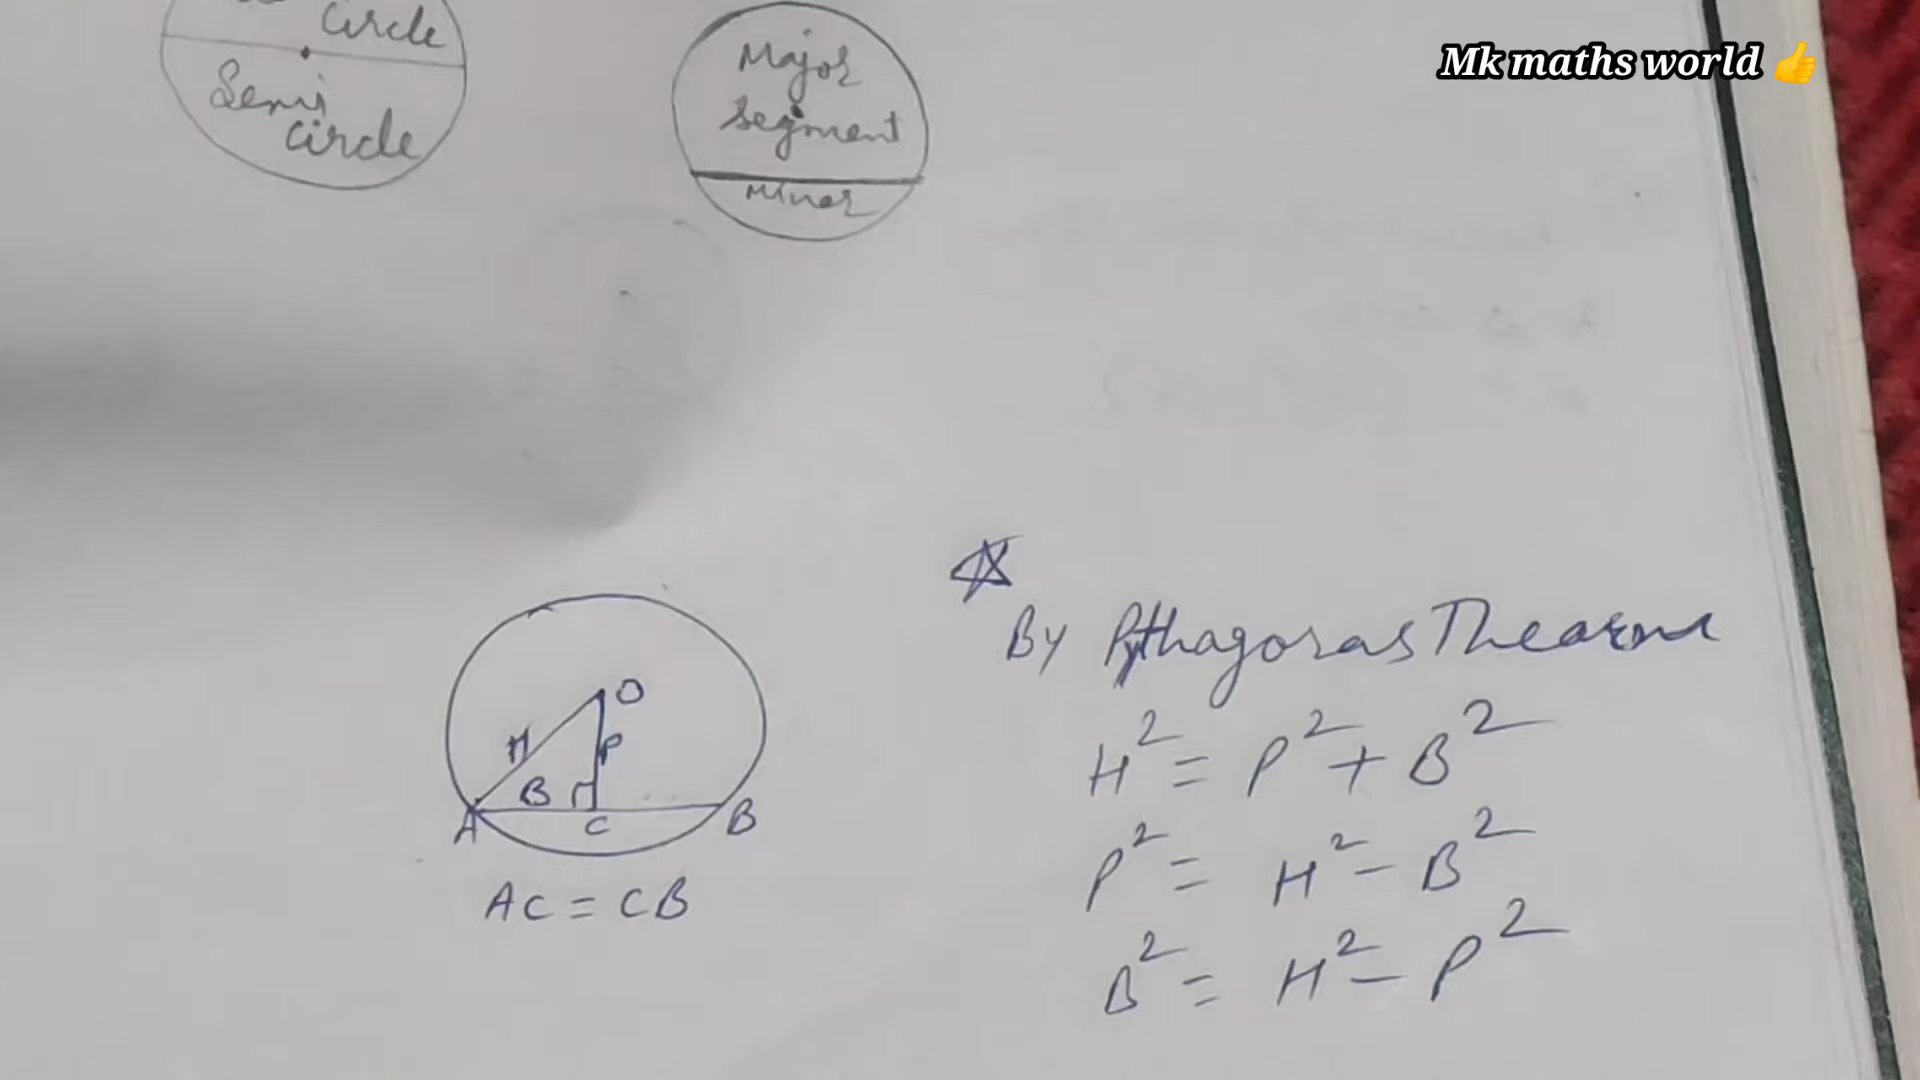 Circle
Semi
circle
Major
segment
Minor
Mk maths world 👍
O
H
P
B
A
C
B
AC = CB
By Pythagoras Thearm
H² = P² + B²
P² = H² - B²
B² = H² - P²